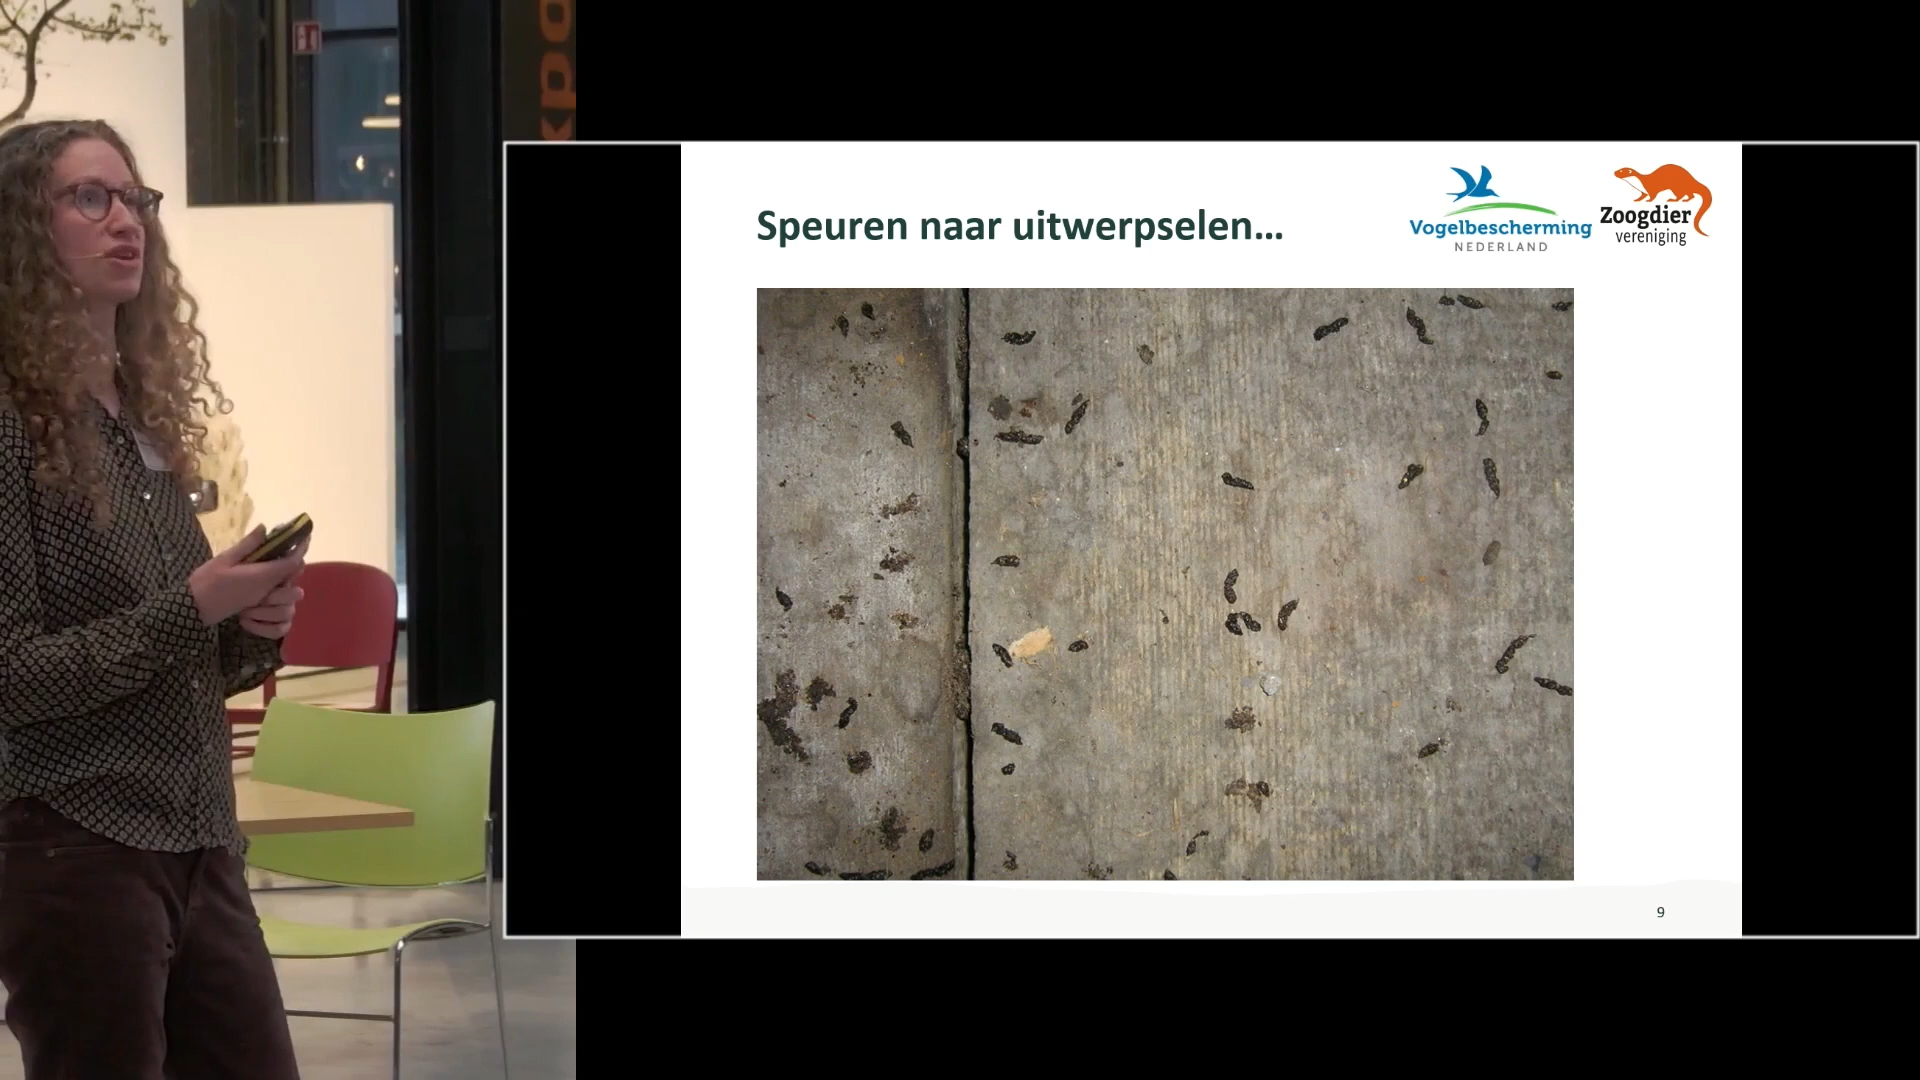 Speuren naar uitwerpselen...
Vogelbescherming
NEDERLAND
Zoogdier
vereniging
9